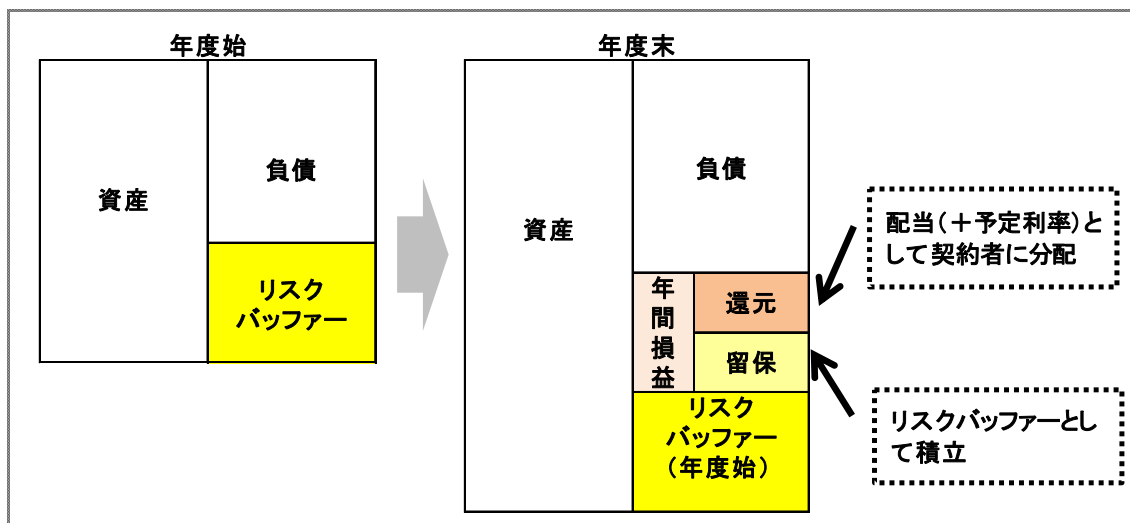 年度始
資産
負債
リスク
バッファー
年度末
資産
負債
年
間
損
益
還元
留保
リスク
バッファー
(年度始)
配当(+予定利率)と
して契約者に分配
リスクバッファーとし
て積立